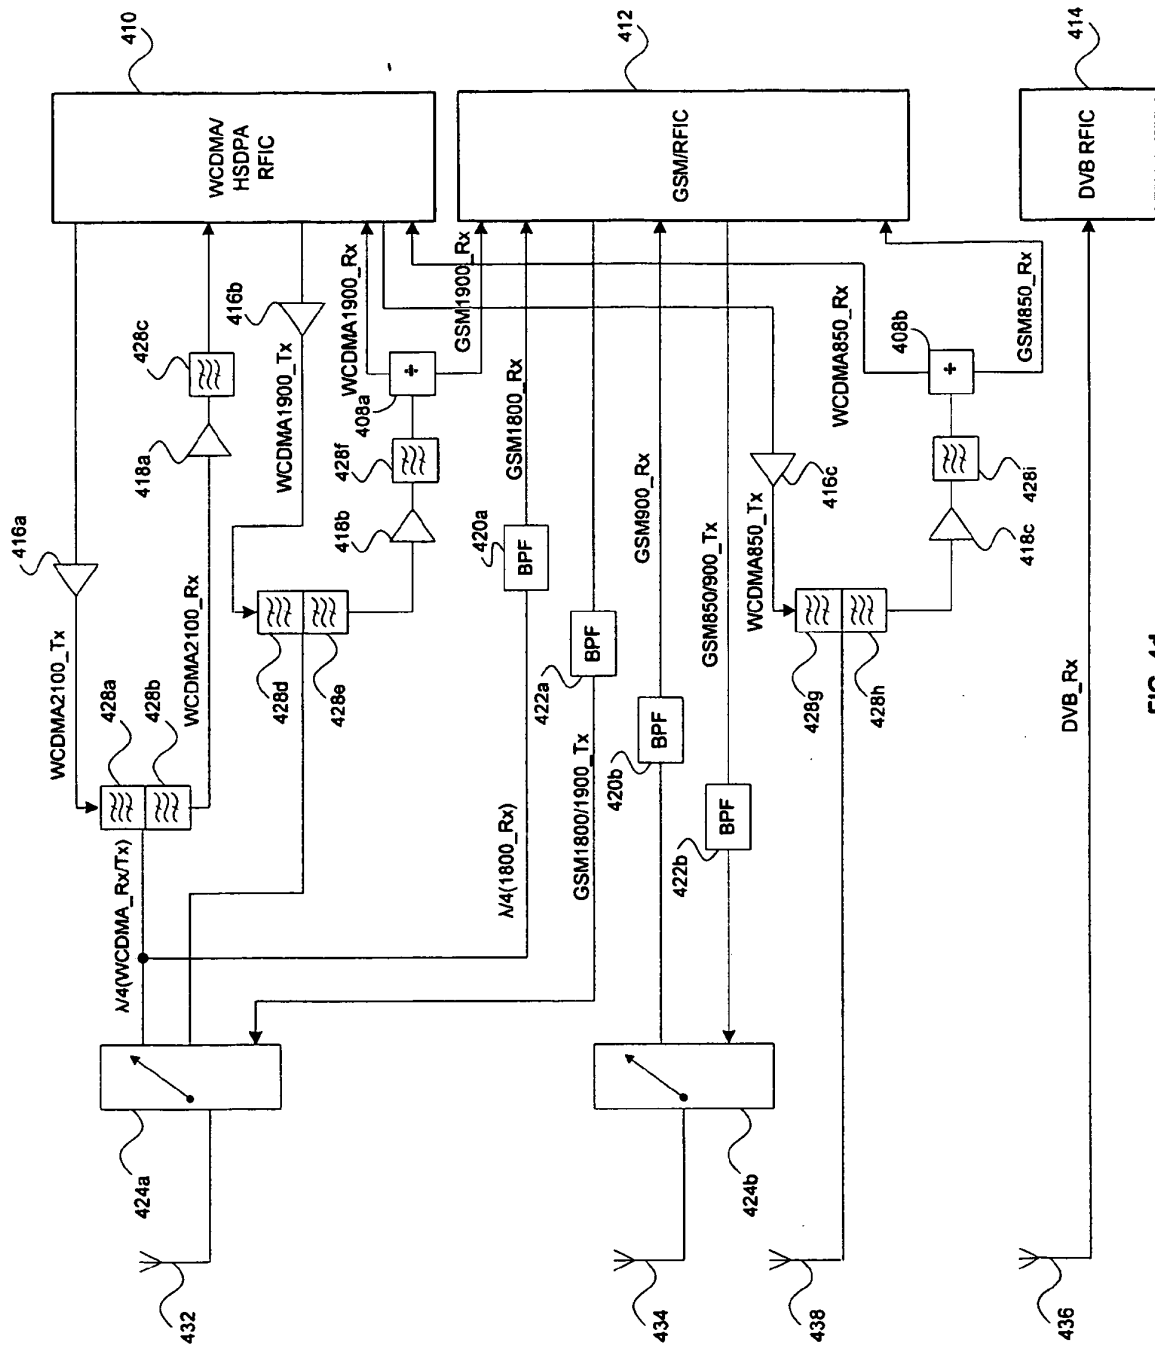 410
WCDMA/
HSDPA
RFIC
412
GSM/RFIC
414
DVB RFIC
416a
WCDMA2100_Tx
428a
428b
WCDMA2100_Rx
418a
428c
416b
WCDMA1900_Tx
428d
428e
418b
428f
408a
÷
WCDMA1900_Rx
GSM1900_Rx
λ/4(WCDMA_Rx/Tx)
λ/4(1800_Rx)
420a
BPF
GSM1800_Rx
422a
BPF
GSM1800/1900_Tx
424a
432
420b
BPF
GSM900_Rx
422b
BPF
GSM850/900_Tx
424b
434
416c
WCDMA850_Tx
428g
428h
418c
428i
408b
÷
WCDMA850_Rx
GSM850_Rx
438
DVB_Rx
436